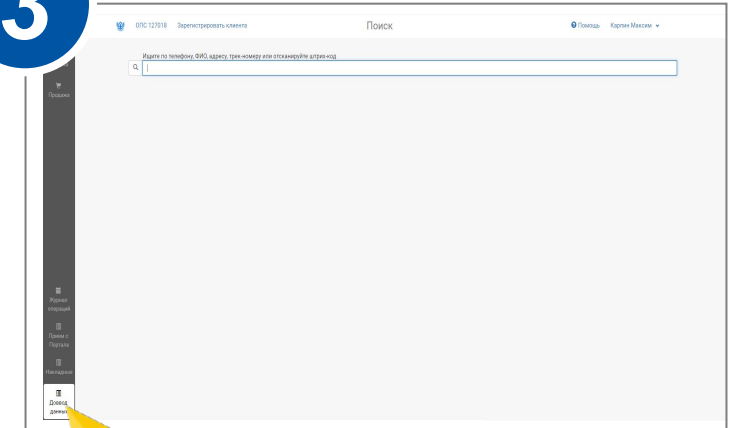 3
ОПС 127018 Зарегистрировать клиента Поиск Помощь Карпин Максим
Ищите по телефону, ФИО, адресу, трек-номеру или отсканируйте штрих-код
Продажа
Журнал
операций
Прием с
Портала
Накладные
Доввод
данных